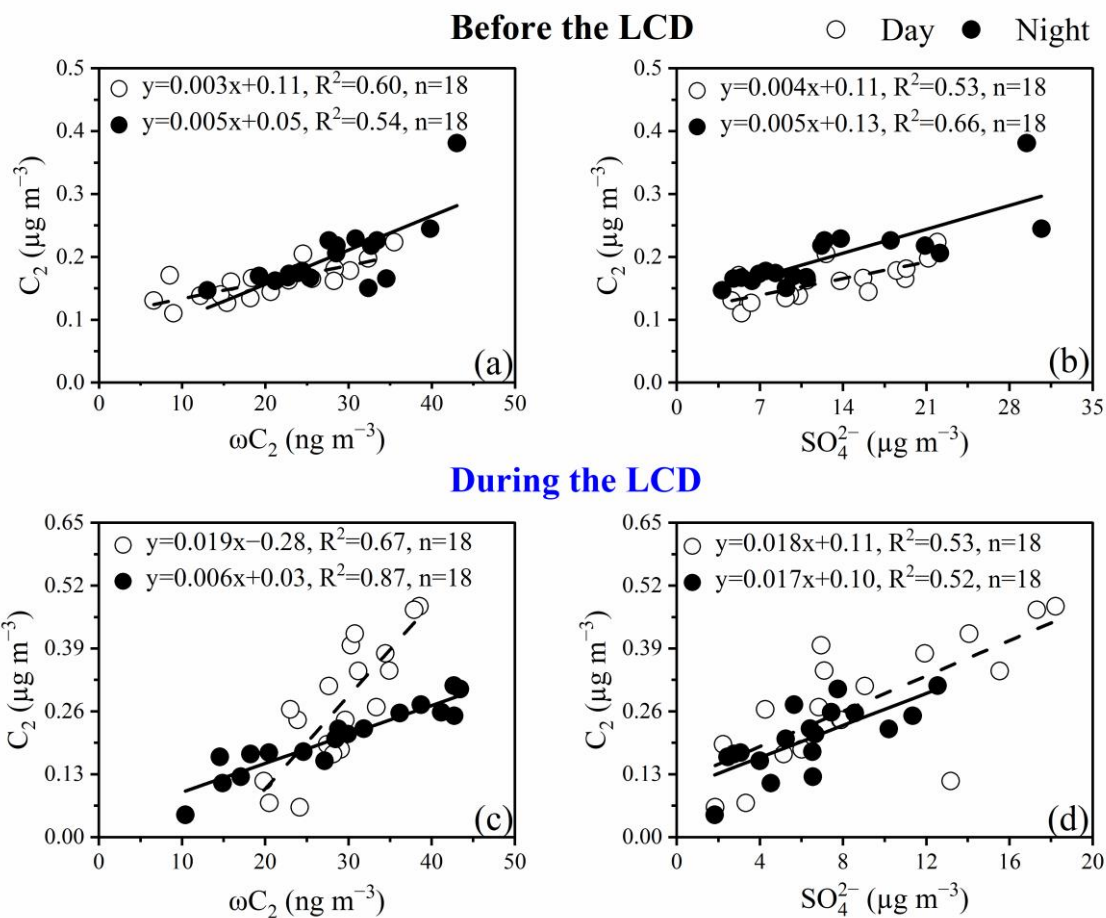 Before the LCD ○ Day ● Night
○ y=0.003x+0.11, R²=0.60, n=18
● y=0.005x+0.05, R²=0.54, n=18
0.5
0.4
0.3
0.2
0.1
0.0
C₂ (µg m⁻³)
(a)
0 10 20 30 40 50
ωC₂ (ng m⁻³)
○ y=0.004x+0.11, R²=0.53, n=18
● y=0.005x+0.13, R²=0.66, n=18
0.5
0.4
0.3
0.2
0.1
0.0
C₂ (µg m⁻³)
(b)
0 7 14 21 28 35
SO₄²⁻ (µg m⁻³)
During the LCD
○ y=0.019x−0.28, R²=0.67, n=18
● y=0.006x+0.03, R²=0.87, n=18
0.65
0.52
0.39
0.26
0.13
0.00
C₂ (µg m⁻³)
(c)
0 10 20 30 40 50
ωC₂ (ng m⁻³)
○ y=0.018x+0.11, R²=0.53, n=18
● y=0.017x+0.10, R²=0.52, n=18
0.65
0.52
0.39
0.26
0.13
0.00
C₂ (µg m⁻³)
(d)
0 4 8 12 16 20
SO₄²⁻ (µg m⁻³)